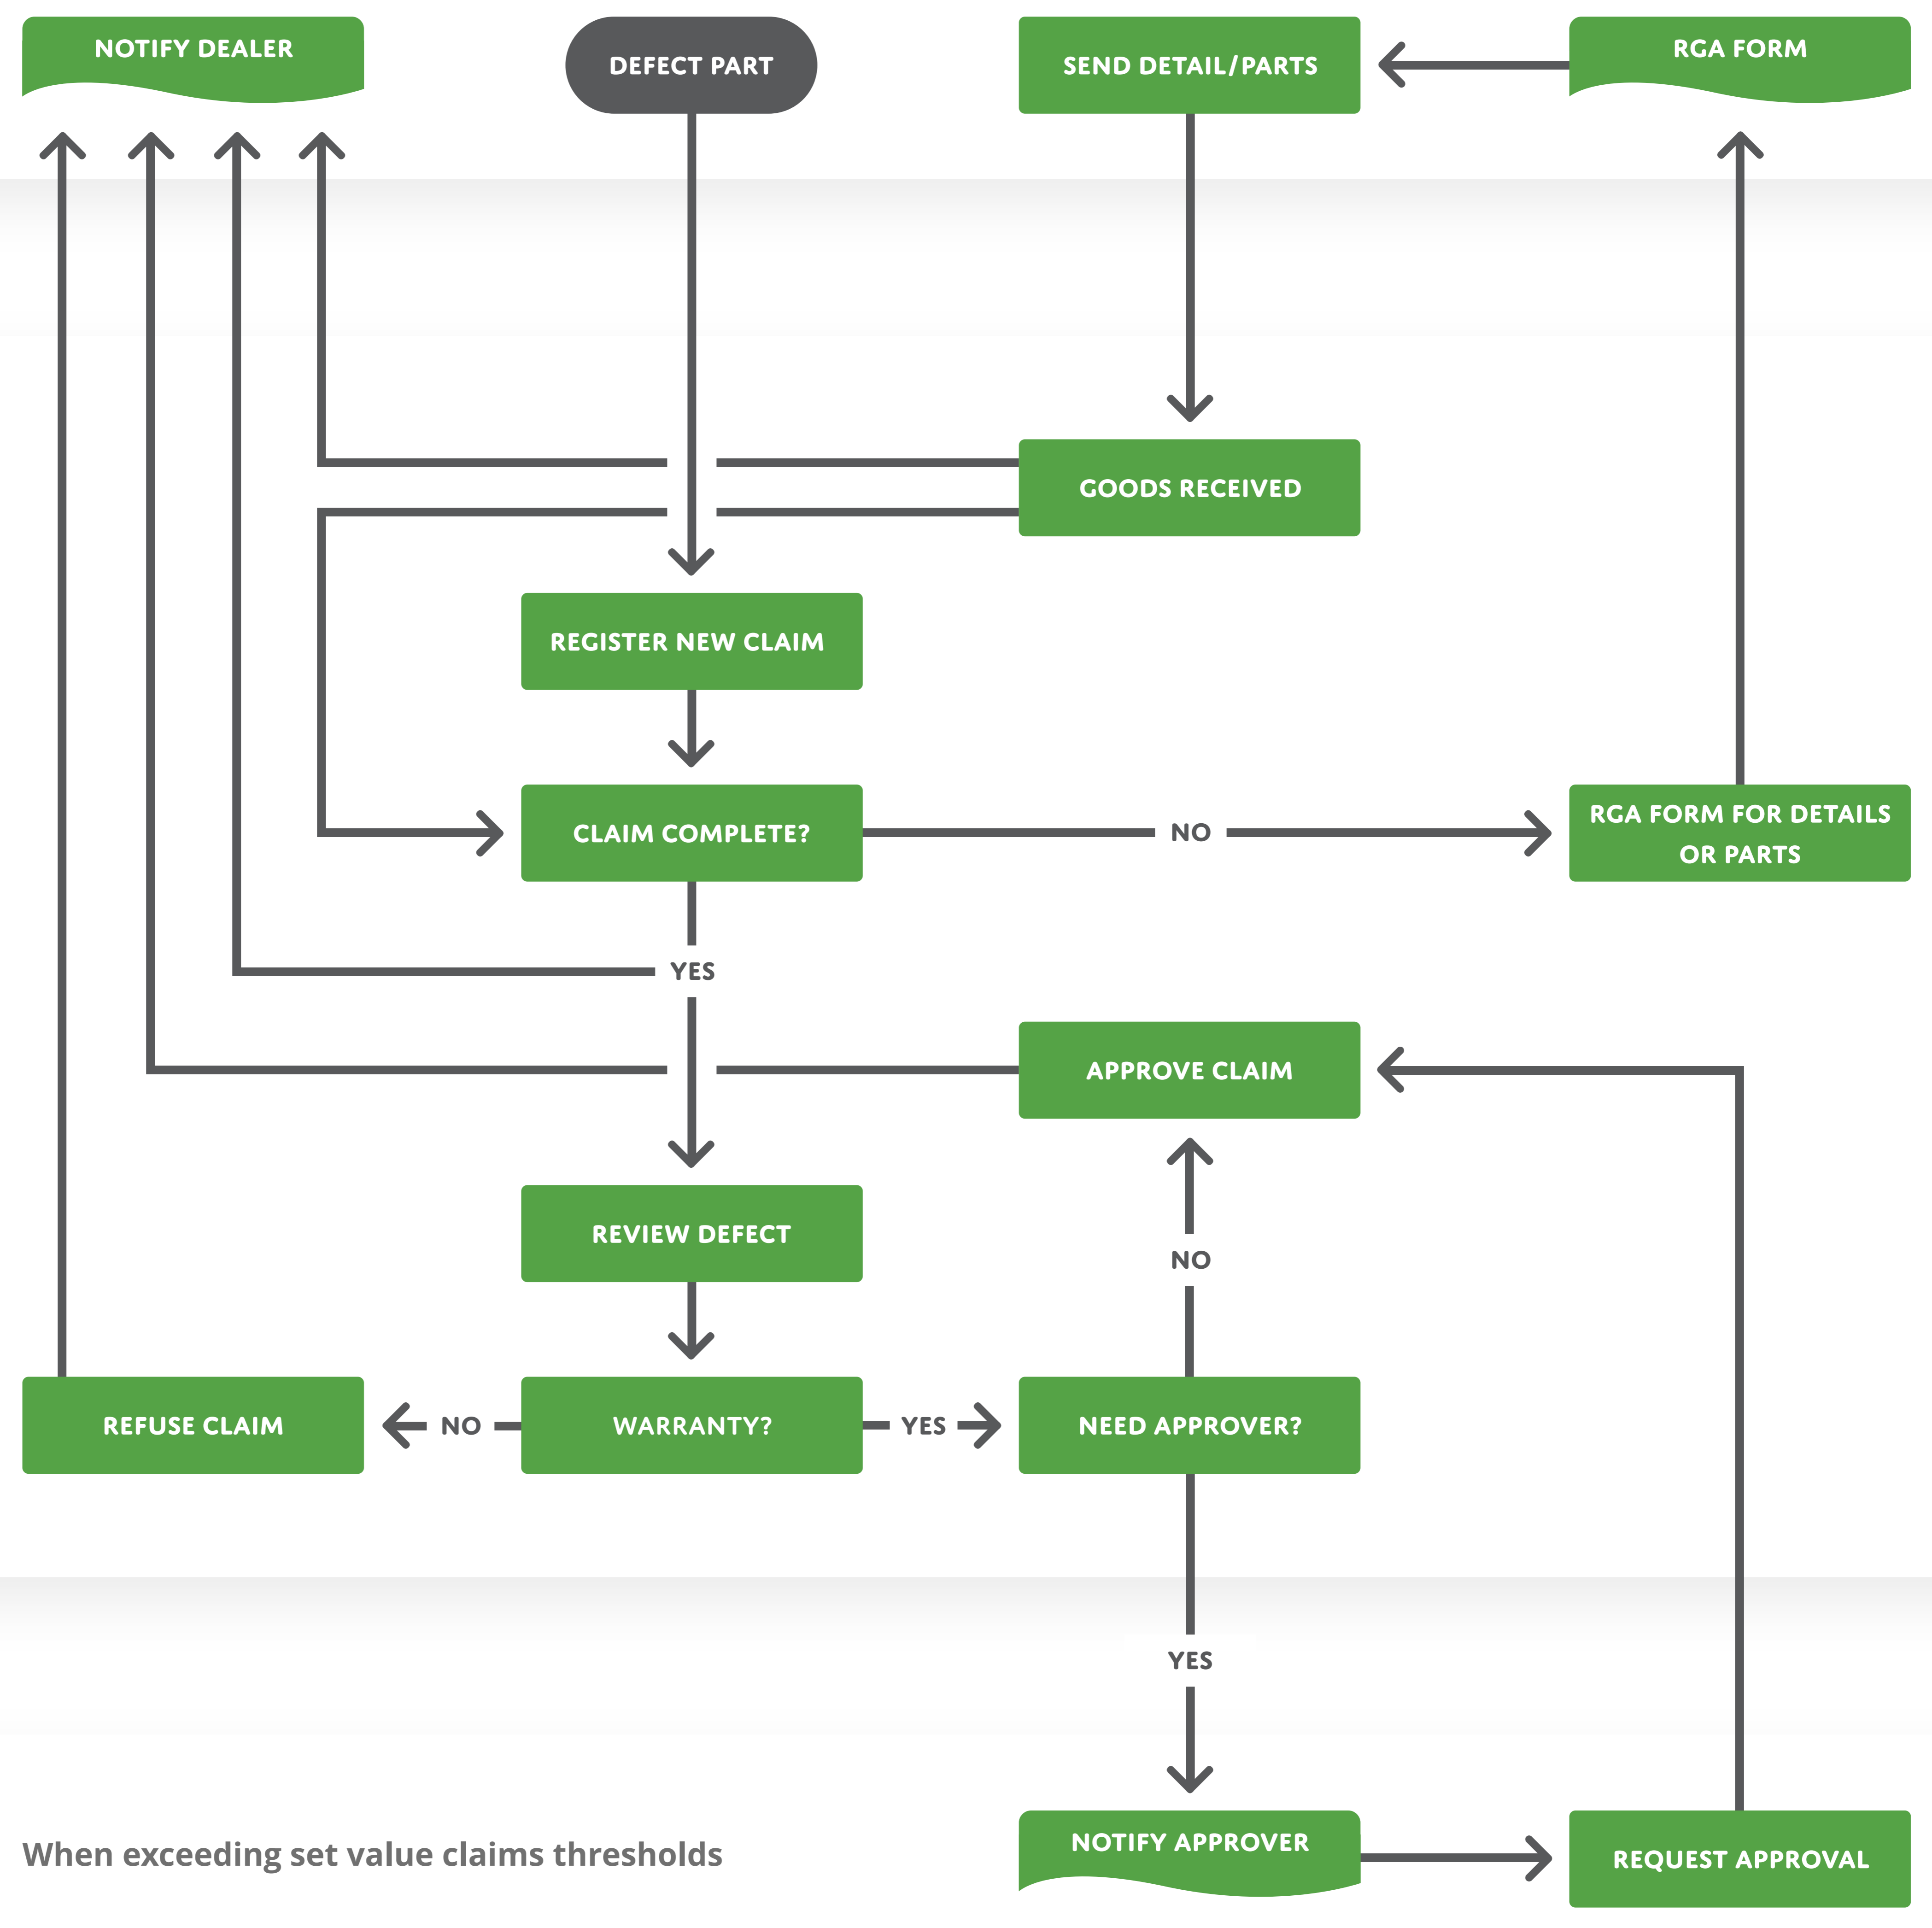 NOTIFY DEALER
DEFECT PART
SEND DETAIL/PARTS
RGA FORM
GOODS RECEIVED
REGISTER NEW CLAIM
CLAIM COMPLETE?
NO
RGA FORM FOR DETAILS
OR PARTS
YES
APPROVE CLAIM
REVIEW DEFECT
NO
REFUSE CLAIM
NO
WARRANTY?
YES
NEED APPROVER?
YES
When exceeding set value claims thresholds
NOTIFY APPROVER
REQUEST APPROVAL